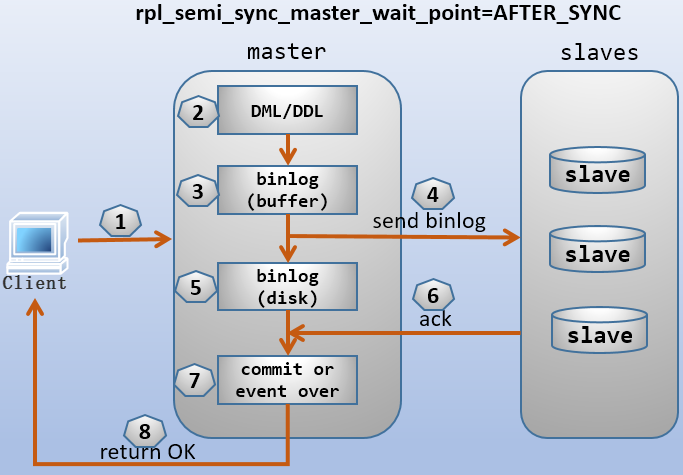 rpl_semi_sync_master_wait_point=AFTER_SYNC
master
slaves
2
DML/DDL
3
binlog
(buffer)
4
send binlog
slave
1
Client
slave
5
binlog
(disk)
6
ack
slave
7
commit or
event over
8
return OK